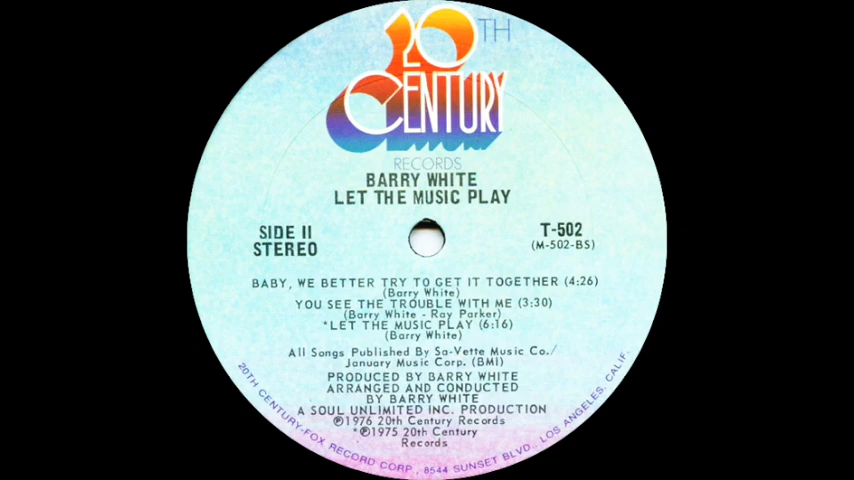 20TH
CENTURY
RECORDS
BARRY WHITE
LET THE MUSIC PLAY
SIDE II
STEREO
T-502
(M-502-BS)
BABY, WE BETTER TRY TO GET IT TOGETHER (4:26)
(Barry White)
YOU SEE THE TROUBLE WITH ME (3:30)
(Barry White - Ray Parker)
*LET THE MUSIC PLAY (6:16)
(Barry White)
All Songs Published By Sa-Vette Music Co./
January Music Corp. (BMI)
PRODUCED BY BARRY WHITE
ARRANGED AND CONDUCTED
BY BARRY WHITE
A SOUL UNLIMITED INC. PRODUCTION
℗1976 20th Century Records
*℗1975 20th Century
Records
20TH CENTURY-FOX RECORD CORP., 8544 SUNSET BLVD., LOS ANGELES, CALIF.